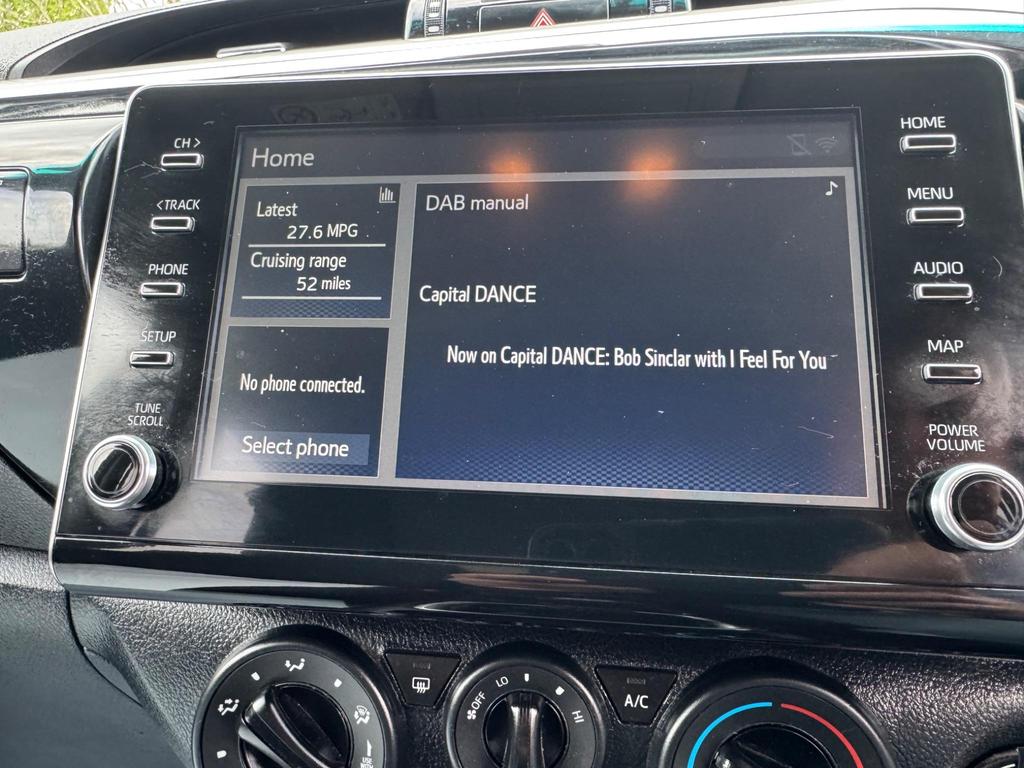 CH >
<TRACK
PHONE
SETUP
TUNE
SCROLL
Home
Latest
27.6 MPG
Cruising range
52 miles
No phone connected.
Select phone
DAB manual
Capital DANCE
Now on Capital DANCE: Bob Sinclar with I Feel For You
HOME
MENU
AUDIO
MAP
POWER
VOLUME
OFF
LO
HI
A/C
USE
WITH